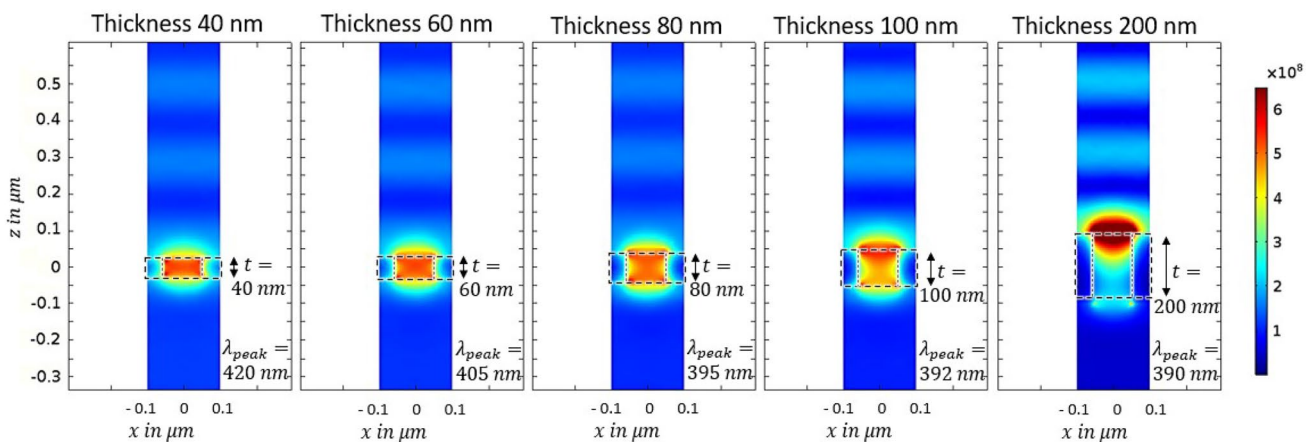 Thickness 40 nm
Thickness 60 nm
Thickness 80 nm
Thickness 100 nm
Thickness 200 nm
×10⁸
6
5
4
3
2
1
z in μm
0.5
0.4
0.3
0.2
0.1
0
-0.1
-0.2
-0.3
t =
40 nm
λpeak =
420 nm
t =
60 nm
λpeak =
405 nm
t =
80 nm
λpeak =
395 nm
t =
100 nm
λpeak =
392 nm
t =
200 nm
λpeak =
390 nm
- 0.1 0 0.1
- 0.1 0 0.1
- 0.1 0 0.1
- 0.1 0 0.1
- 0.1 0 0.1
x in μm
x in μm
x in μm
x in μm
x in μm